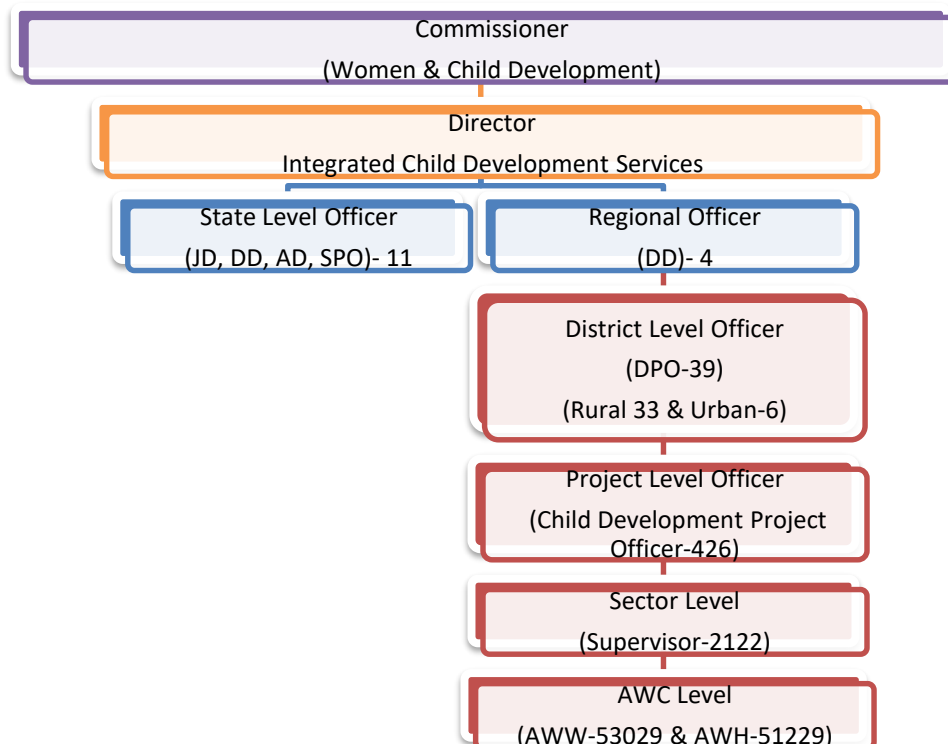 Commissioner
(Women & Child Development)
Director
Integrated Child Development Services
State Level Officer
(JD, DD, AD, SPO)- 11
Regional Officer
(DD)- 4
District Level Officer
(DPO-39)
(Rural 33 & Urban-6)
Project Level Officer
(Child Development Project
Officer-426)
Sector Level
(Supervisor-2122)
AWC Level
(AWW-53029 & AWH-51229)